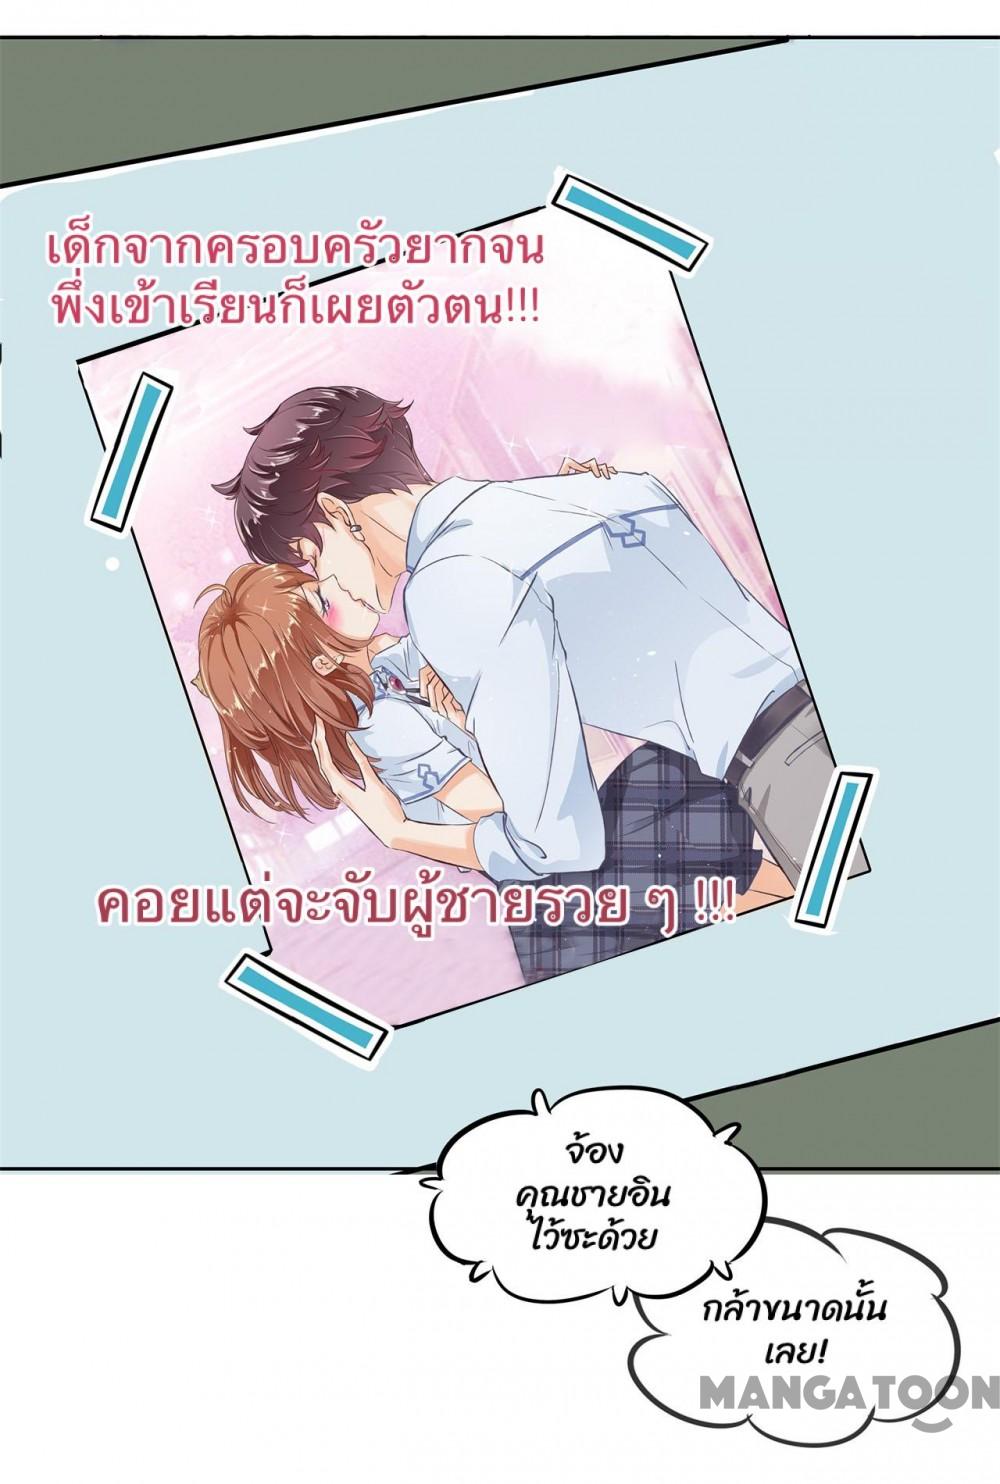 เด็กจากครอบครัวยากจน
พึ่งเข้าเรียนก็เผยตัวตน!!!
คอยแต่จะจับผู้ชายรวย ๆ !!!
จ้อง
คุณชายอิน
ไว้ซะด้วย
กล้าขนาดนั้น
เลย!
MANGATOON